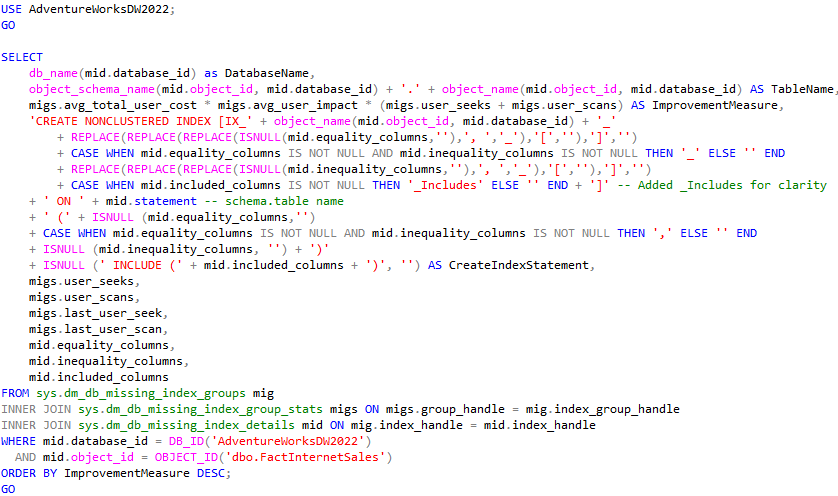 USE AdventureWorksDW2022;
GO

SELECT
    db_name(mid.database_id) as DatabaseName,
    object_schema_name(mid.object_id, mid.database_id) + '.' + object_name(mid.object_id, mid.database_id) AS TableName,
    migs.avg_total_user_cost * migs.avg_user_impact * (migs.user_seeks + migs.user_scans) AS ImprovementMeasure,
    'CREATE NONCLUSTERED INDEX [IX_' + object_name(mid.object_id, mid.database_id) + '_'
        + REPLACE(REPLACE(REPLACE(ISNULL(mid.equality_columns,''),', ','_'),'[',''),']','')
        + CASE WHEN mid.equality_columns IS NOT NULL AND mid.inequality_columns IS NOT NULL THEN '_' ELSE '' END
        + REPLACE(REPLACE(REPLACE(ISNULL(mid.inequality_columns,''),', ','_'),'[',''),']','')
        + CASE WHEN mid.included_columns IS NOT NULL THEN '_Includes' ELSE '' END + ']' -- Added _Includes for clarity
    + ' ON ' + mid.statement -- schema.table name
    + ' (' + ISNULL (mid.equality_columns,'')
    + CASE WHEN mid.equality_columns IS NOT NULL AND mid.inequality_columns IS NOT NULL THEN ',' ELSE '' END
    + ISNULL (mid.inequality_columns, '') + ')'
    + ISNULL (' INCLUDE (' + mid.included_columns + ')', '') AS CreateIndexStatement,
    migs.user_seeks,
    migs.user_scans,
    migs.last_user_seek,
    migs.last_user_scan,
    mid.equality_columns,
    mid.inequality_columns,
    mid.included_columns
FROM sys.dm_db_missing_index_groups mig
INNER JOIN sys.dm_db_missing_index_group_stats migs ON migs.group_handle = mig.index_group_handle
INNER JOIN sys.dm_db_missing_index_details mid ON mig.index_handle = mid.index_handle
WHERE mid.database_id = DB_ID('AdventureWorksDW2022')
  AND mid.object_id = OBJECT_ID('dbo.FactInternetSales')
ORDER BY ImprovementMeasure DESC;
GO